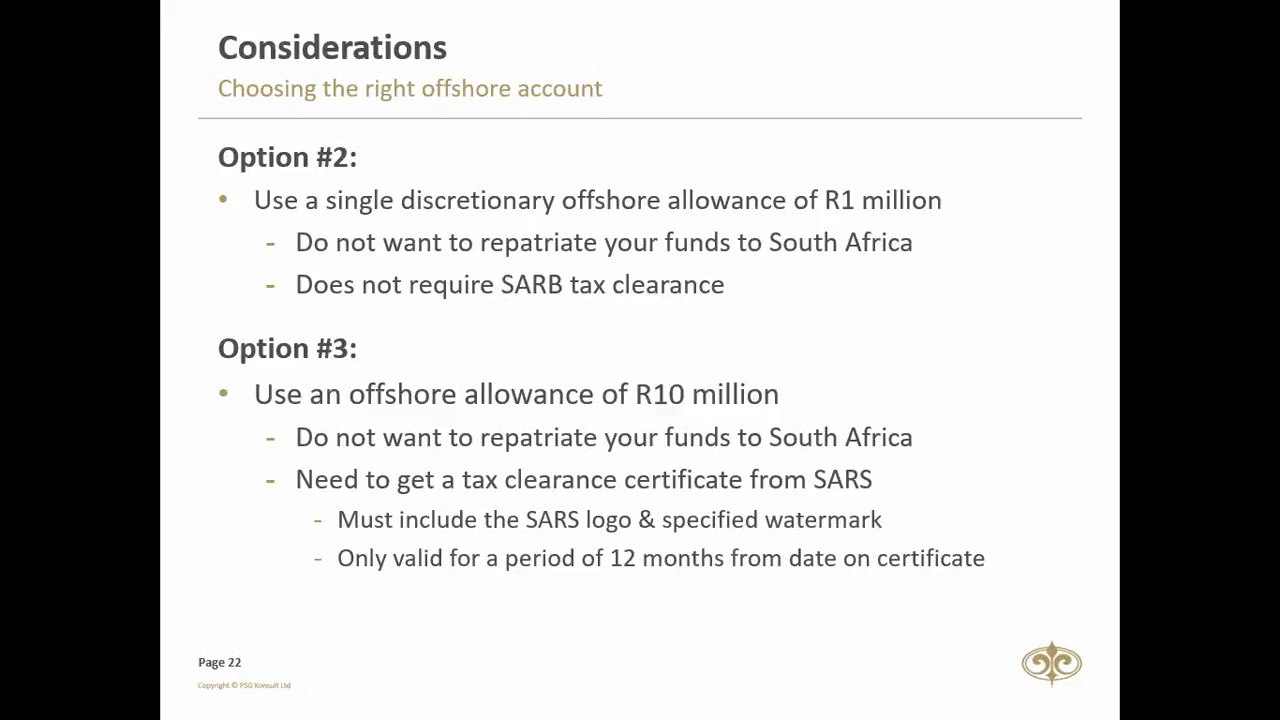 Considerations
Choosing the right offshore account
Option #2:
• Use a single discretionary offshore allowance of R1 million
- Do not want to repatriate your funds to South Africa
- Does not require SARB tax clearance
Option #3:
• Use an offshore allowance of R10 million
- Do not want to repatriate your funds to South Africa
- Need to get a tax clearance certificate from SARS
- Must include the SARS logo & specified watermark
- Only valid for a period of 12 months from date on certificate
Page 22
Copyright © PSG Konsult Ltd